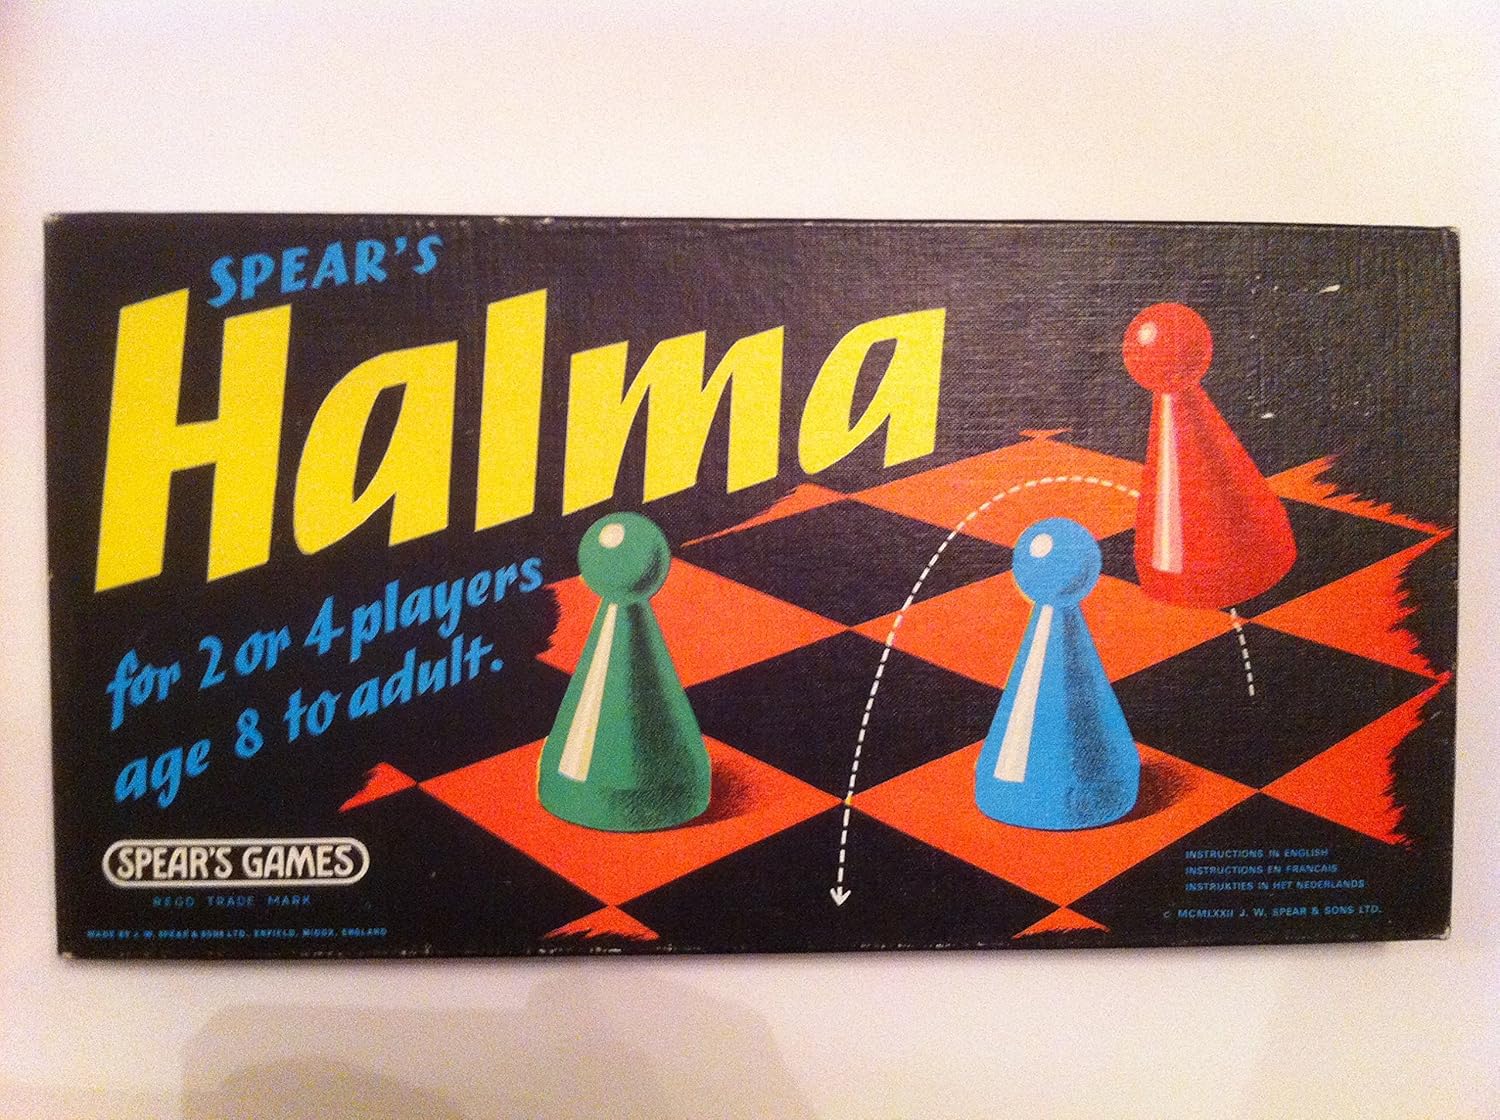 SPEAR'S
Halma
for 2 or 4 players
age 8 to adult.
SPEAR'S GAMES
REGD TRADE MARK
MADE BY J. W. SPEAR & SONS LTD., ENFIELD, MIDDX, ENGLAND
INSTRUCTIONS IN ENGLISH
INSTRUCTIONS EN FRANCAIS
INSTRUKTIES IN HET NEDERLANDS
c MCMLXXII J. W. SPEAR & SONS LTD.